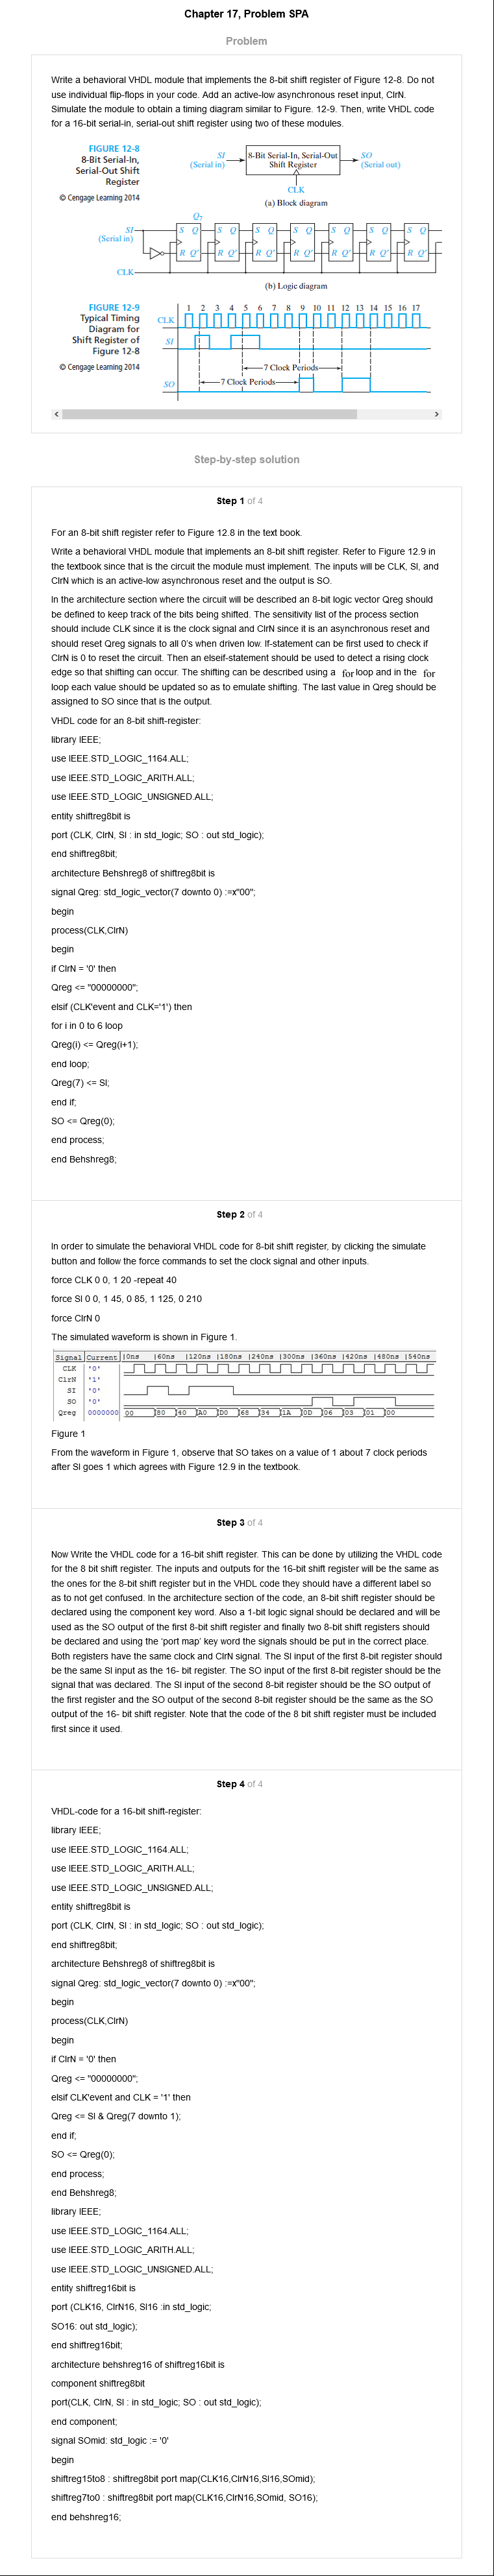 Chapter 17, Problem SPA
Problem
Write a behavioral VHDL module that implements the 8-bit shift register of Figure 12-8. Do not
use individual flip-flops in your code. Add an active-low asynchronous reset input, ClrN.
Simulate the module to obtain a timing diagram similar to Figure. 12-9. Then, write VHDL code
for a 16-bit serial-in, serial-out shift register using two of these modules.
FIGURE 12-8
8-Bit Serial-In,
Serial-Out Shift
Register
© Cengage Learning 2014
SI
(Serial in)
8-Bit Serial-In, Serial-Out
Shift Register
SO
(Serial out)
CLK
(a) Block diagram
Q7
SI
(Serial in)
S Q S Q S Q S Q S Q S Q S Q
R Q' R Q' R Q' R Q' R Q' R Q' R Q'
CLK
(b) Logic diagram
FIGURE 12-9
Typical Timing
Diagram for
Shift Register of
Figure 12-8
© Cengage Learning 2014
1 2 3 4 5 6 7 8 9 10 11 12 13 14 15 16 17
CLK
SI
7 Clock Periods
SO
7 Clock Periods
Step-by-step solution
Step 1 of 4
For an 8-bit shift register refer to Figure 12.8 in the text book.
Write a behavioral VHDL module that implements an 8-bit shift register. Refer to Figure 12.9 in
the textbook since that is the circuit the module must implement. The inputs will be CLK, SI, and
ClrN which is an active-low asynchronous reset and the output is SO.
In the architecture section where the circuit will be described an 8-bit logic vector Qreg should
be defined to keep track of the bits being shifted. The sensitivity list of the process section
should include CLK since it is the clock signal and ClrN since it is an asynchronous reset and
should reset Qreg signals to all 0's when driven low. If-statement can be first used to check if
ClrN is 0 to reset the circuit. Then an elseif-statement should be used to detect a rising clock
edge so that shifting can occur. The shifting can be described using a for loop and in the for
loop each value should be updated so as to emulate shifting. The last value in Qreg should be
assigned to SO since that is the output.
VHDL code for an 8-bit shift-register:
library IEEE;
use IEEE.STD_LOGIC_1164.ALL;
use IEEE.STD_LOGIC_ARITH.ALL;
use IEEE.STD_LOGIC_UNSIGNED.ALL;
entity shiftreg8bit is
port (CLK, ClrN, SI : in std_logic; SO : out std_logic);
end shiftreg8bit;
architecture Behshreg8 of shiftreg8bit is
signal Qreg: std_logic_vector(7 downto 0) :=x"00";
begin
process(CLK,ClrN)
begin
if ClrN = '0' then
Qreg <= "00000000";
elsif (CLK'event and CLK='1') then
for i in 0 to 6 loop
Qreg(i) <= Qreg(i+1);
end loop;
Qreg(7) <= SI;
end if;
SO <= Qreg(0);
end process;
end Behshreg8;
Step 2 of 4
In order to simulate the behavioral VHDL code for 8-bit shift register, by clicking the simulate
button and follow the force commands to set the clock signal and other inputs.
force CLK 0 0, 1 20 -repeat 40
force SI 0 0, 1 45, 0 85, 1 125, 0 210
force ClrN 0
The simulated waveform is shown in Figure 1.
Signal Current |0ns |60ns |120ns |180ns |240ns |300ns |360ns |420ns |480ns |540ns
CLK '0'
ClrN '1'
SI '0'
SO '0'
Qreg 0000000 00 80 40 A0 D0 68 34 1A 0D 06 03 01 00
Figure 1
From the waveform in Figure 1, observe that SO takes on a value of 1 about 7 clock periods
after SI goes 1 which agrees with Figure 12.9 in the textbook.
Step 3 of 4
Now Write the VHDL code for a 16-bit shift register. This can be done by utilizing the VHDL code
for the 8 bit shift register. The inputs and outputs for the 16-bit shift register will be the same as
the ones for the 8-bit shift register but in the VHDL code they should have a different label so
as to not get confused. In the architecture section of the code, an 8-bit shift register should be
declared using the component key word. Also a 1-bit logic signal should be declared and will be
used as the SO output of the first 8-bit register and finally two 8-bit shift registers should
be declared and using the 'port map' key word the signals should be put in the correct place.
Both registers have the same clock and ClrN signal. The SI input of the first 8-bit register should
be the same SI input as the 16- bit register. The SO input of the first 8-bit register should be the
signal that was declared. The SI input of the second 8-bit register should be the SO output of
the first register and the SO output of the second 8-bit register should be the same as the SO
output of the 16- bit shift register. Note that the code of the 8 bit shift register must be included
first since it used.
Step 4 of 4
VHDL-code for a 16-bit shift-register:
library IEEE;
use IEEE.STD_LOGIC_1164.ALL;
use IEEE.STD_LOGIC_ARITH.ALL;
use IEEE.STD_LOGIC_UNSIGNED.ALL;
entity shiftreg8bit is
port (CLK, ClrN, SI : in std_logic; SO : out std_logic);
end shiftreg8bit;
architecture Behshreg8 of shiftreg8bit is
signal Qreg: std_logic_vector(7 downto 0) :=x"00";
begin
process(CLK,ClrN)
begin
if ClrN = '0' then
Qreg <= "00000000";
elsif CLK'event and CLK = '1' then
Qreg <= SI & Qreg(7 downto 1);
end if;
SO <= Qreg(0);
end process;
end Behshreg8;
library IEEE;
use IEEE.STD_LOGIC_1164.ALL;
use IEEE.STD_LOGIC_ARITH.ALL;
use IEEE.STD_LOGIC_UNSIGNED.ALL;
entity shiftreg16bit is
port (CLK16, ClrN16, SI16 :in std_logic;
SO16: out std_logic);
end shiftreg16bit;
architecture behshreg16 of shiftreg16bit is
component shiftreg8bit
port(CLK, ClrN, SI : in std_logic; SO : out std_logic);
end component;
signal SOmid: std_logic := '0'
begin
shiftreg15to8 : shiftreg8bit port map(CLK16,ClrN16,SI16,SOmid);
shiftreg7to0 : shiftreg8bit port map(CLK16,ClrN16,SOmid, SO16);
end behshreg16;